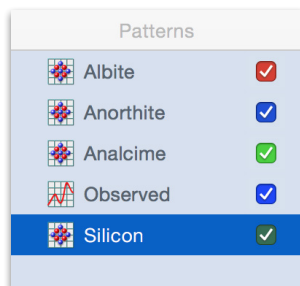 Patterns
Albite
Anorthite
Analcime
Observed
Silicon